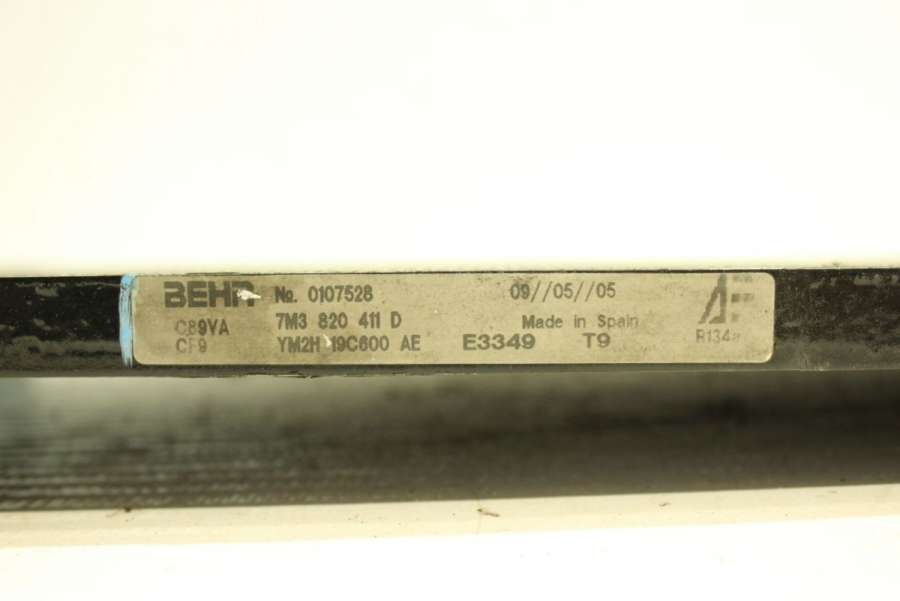 BEHR No. 0107528 09//05//05
C89VA 7M3 820 411 D Made in Spain
CF9 YM2H 19C600 AE E3349 T9 R134a